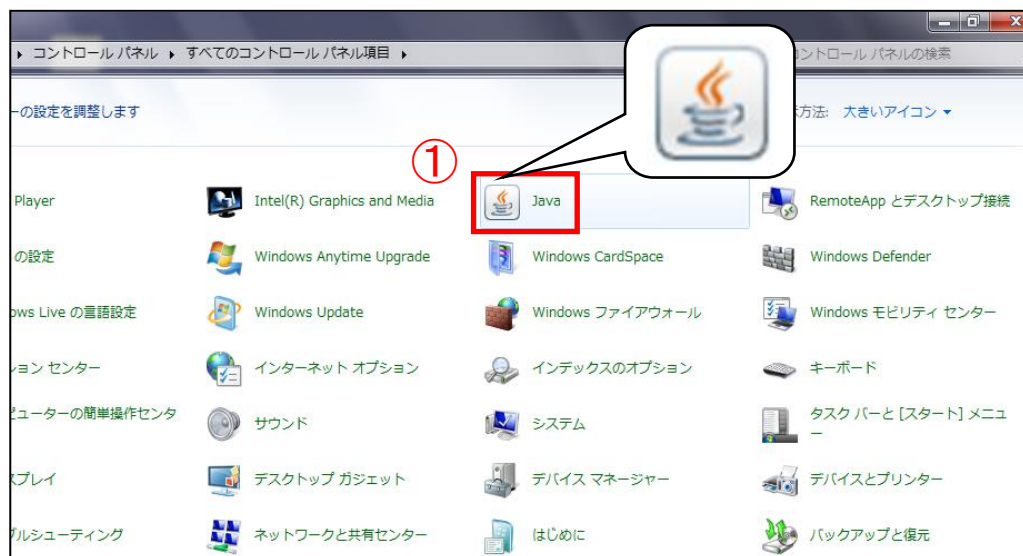 コントロール パネル ▸ すべてのコントロール パネル項目 ▸
コントロール パネルの検索
ーの設定を調整します
方法: 大きいアイコン ▼
①
Player
Intel(R) Graphics and Media
Java
RemoteApp とデスクトップ接続
の設定
Windows Anytime Upgrade
Windows CardSpace
Windows Defender
ows Live の言語設定
Windows Update
Windows ファイアウォール
Windows モビリティ センター
ション センター
インターネット オプション
インデックスのオプション
キーボード
ピューターの簡単操作センタ
サウンド
システム
タスク バーと [スタート] メニュ
ー
スプレイ
デスクトップ ガジェット
デバイス マネージャー
デバイスとプリンター
ブルシューティング
ネットワークと共有センター
はじめに
バックアップと復元